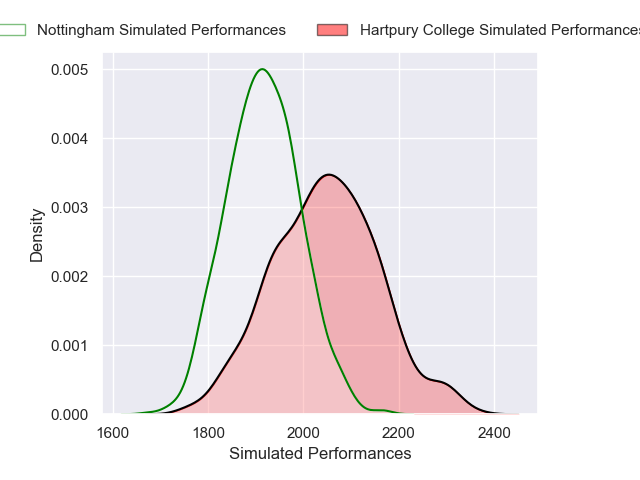 Nottingham Simulated Performances Hartpury College Simulated Performances
0.005
0.004
0.003
0.002
0.001
0.000
Density
1600 1800 2000 2200 2400
Simulated Performances